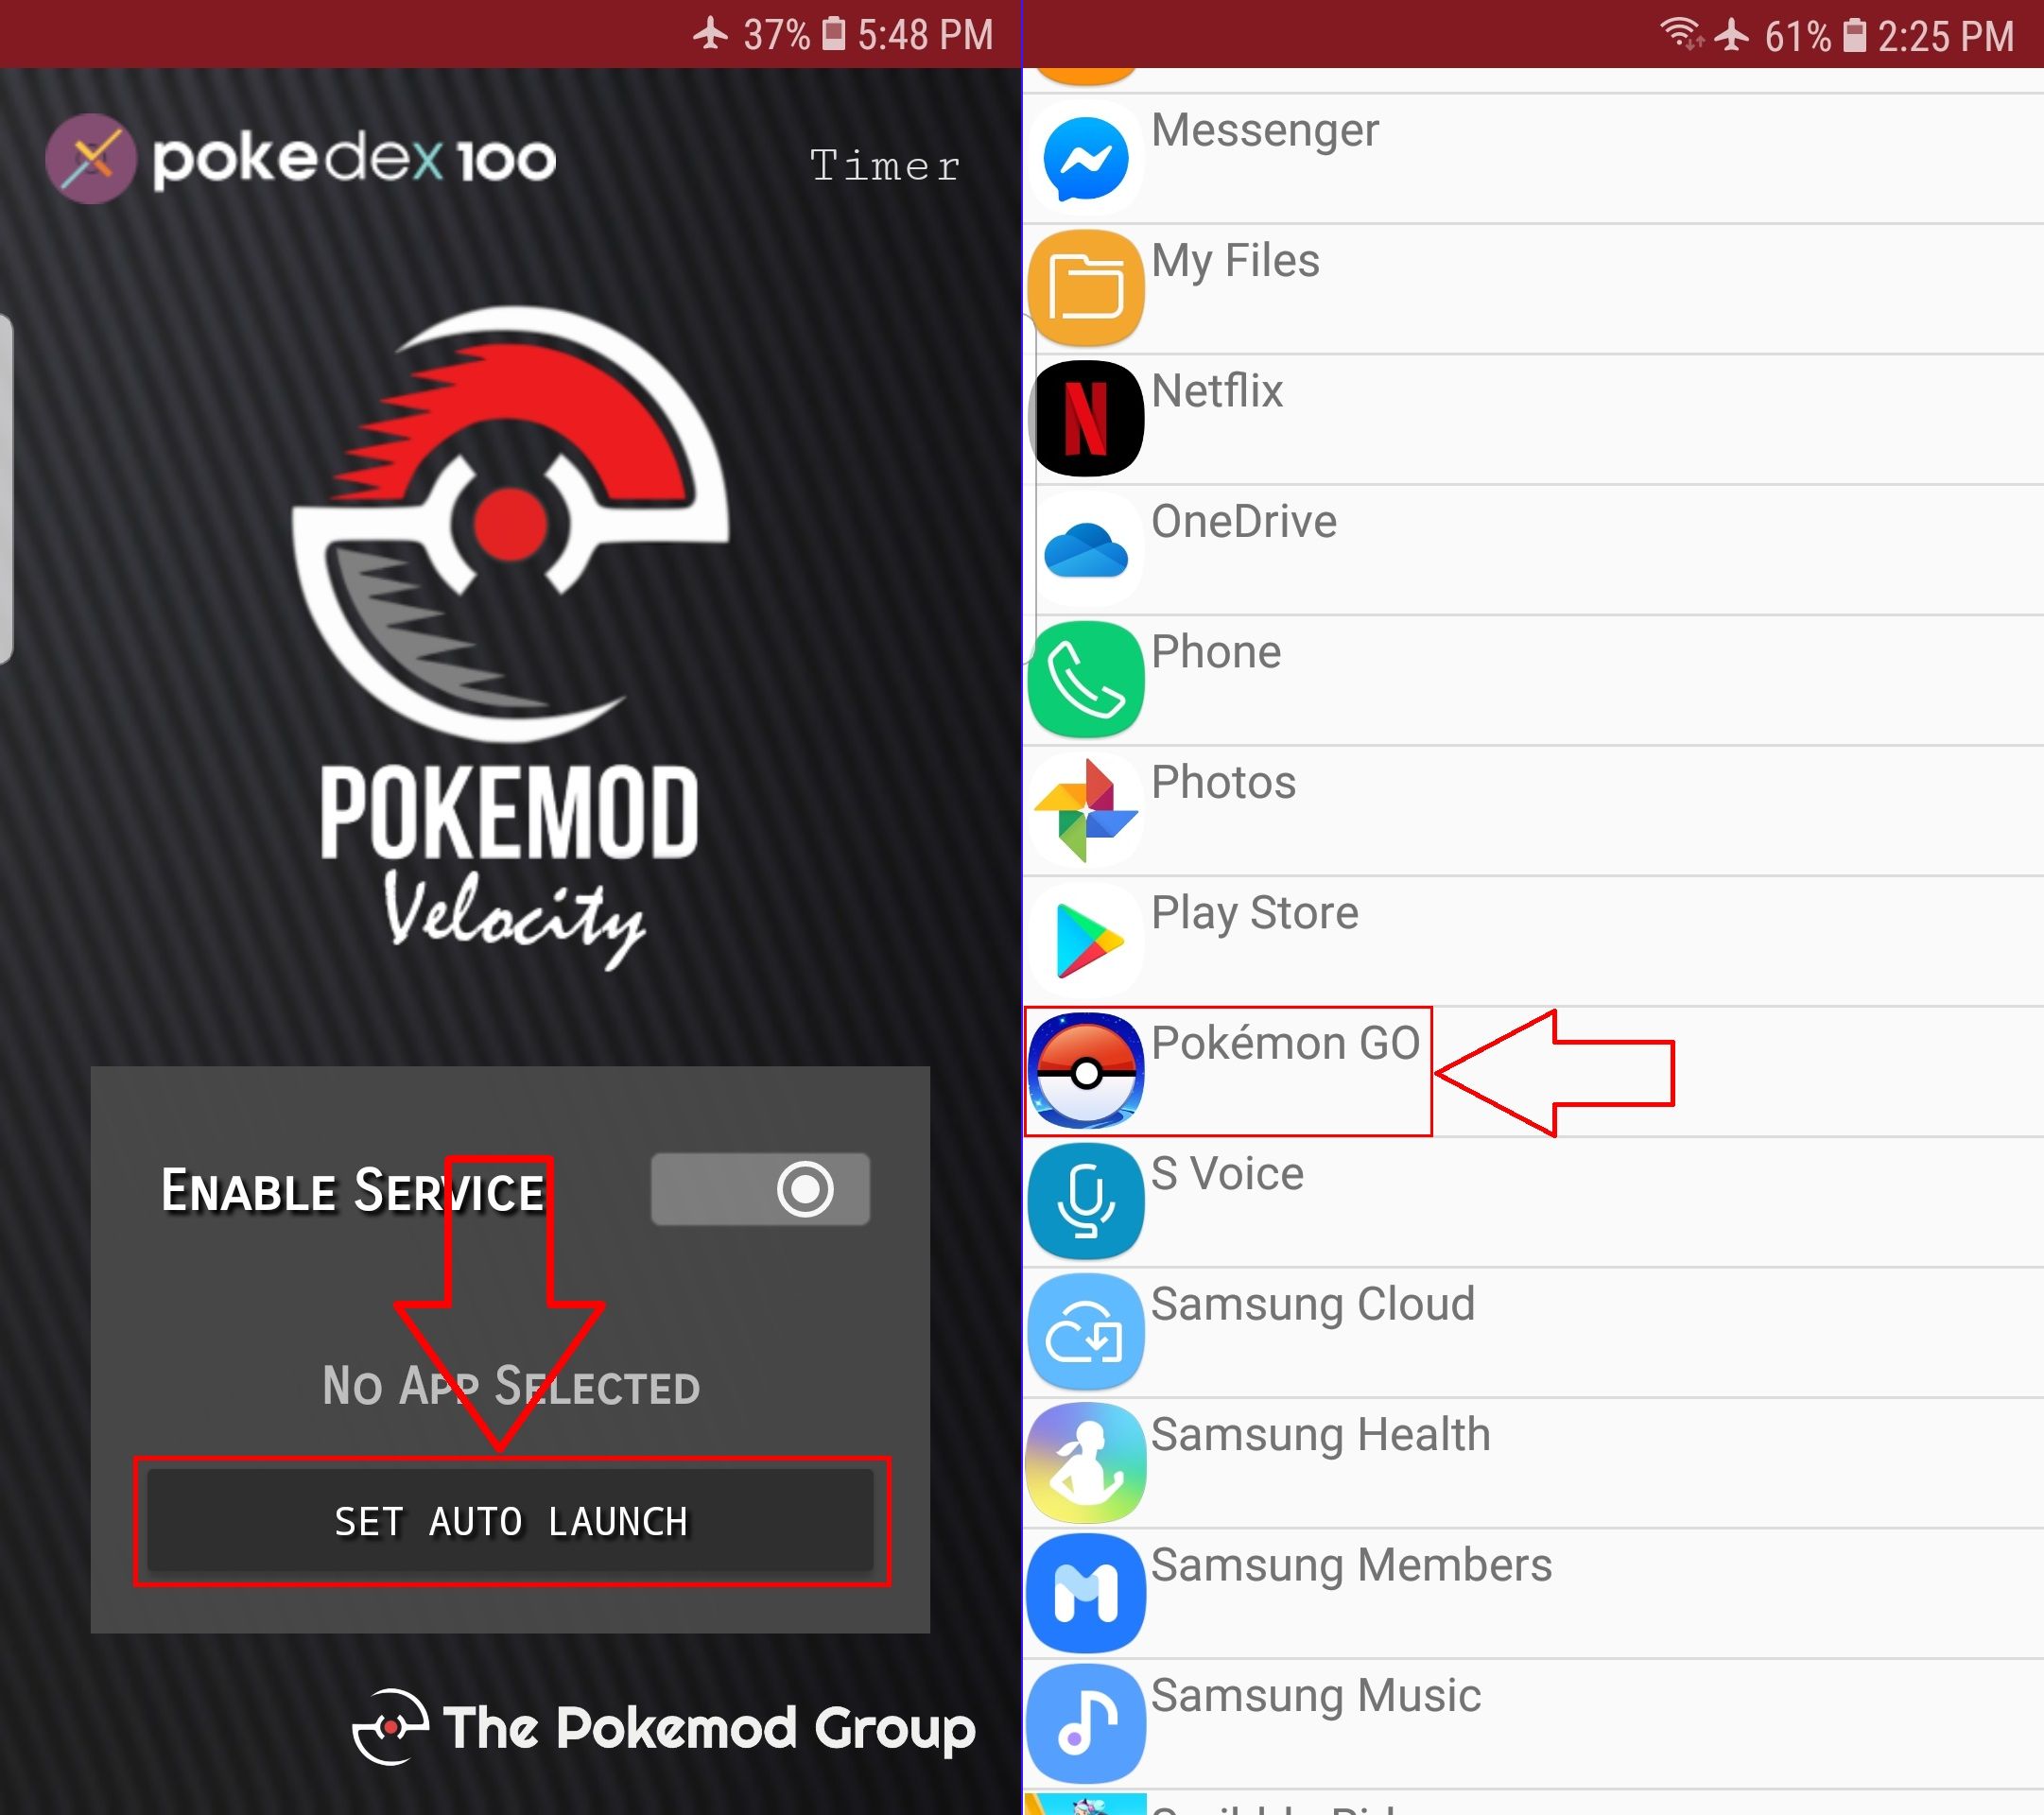 37% 5:48 PM
pokedex 100
Timer
POKEMOD
Velocity
ENABLE SERVICE
NO APP SELECTED
SET AUTO LAUNCH
The Pokemod Group
61% 2:25 PM
Messenger
My Files
Netflix
OneDrive
Phone
Photos
Play Store
Pokémon GO
S Voice
Samsung Cloud
Samsung Health
Samsung Members
Samsung Music